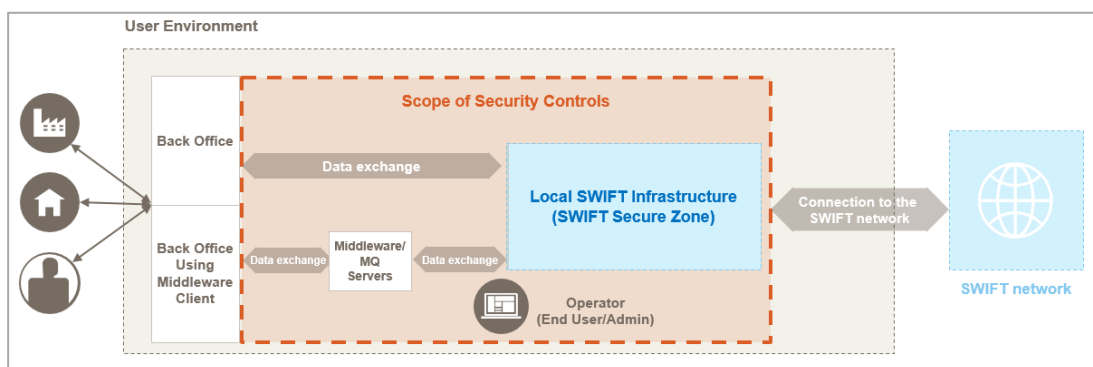 User Environment
Scope of Security Controls
Back Office
Data exchange
Local SWIFT Infrastructure
(SWIFT Secure Zone)
Connection to the
SWIFT network
Back Office
Using
Middleware
Client
Data exchange
Middleware/
MQ
Servers
Data exchange
Operator
(End User/Admin)
SWIFT network